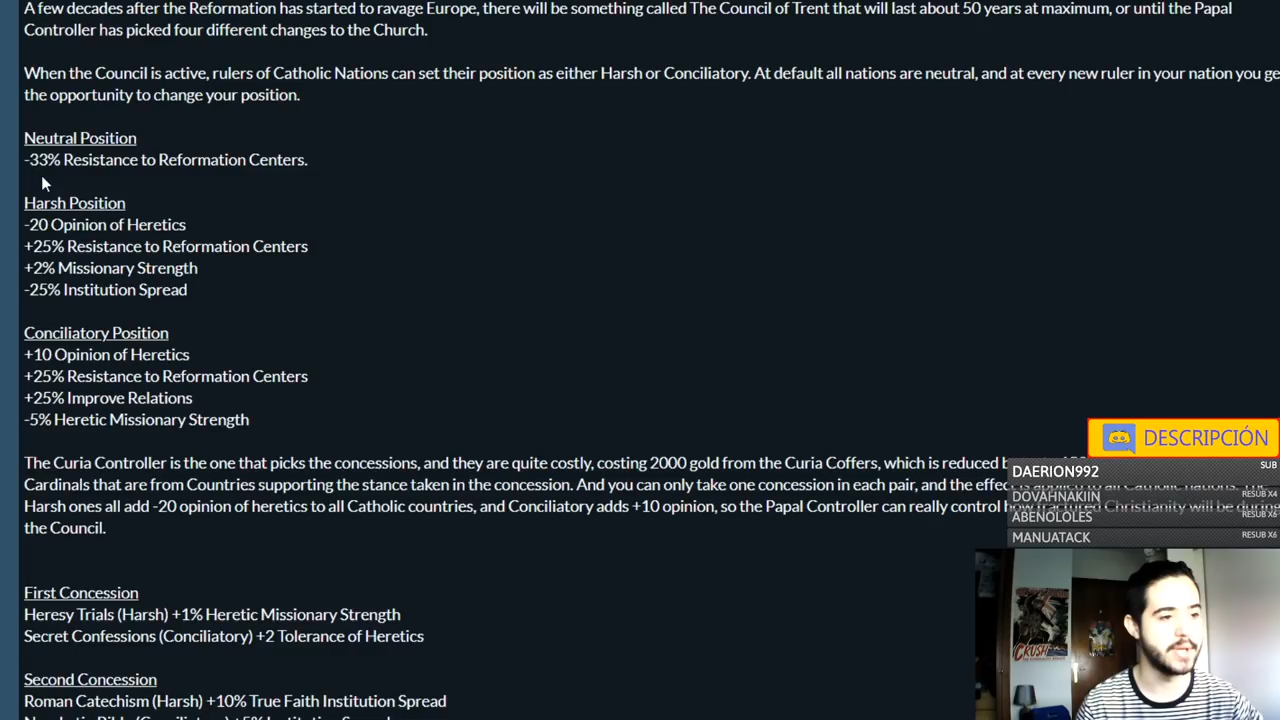 A few decades after the Reformation has started to ravage Europe, there will be something called The Council of Trent that will last about 50 years at maximum, or until the Papal
Controller has picked four different changes to the Church.
When the Council is active, rulers of Catholic Nations can set their position as either Harsh or Conciliatory. At default all nations are neutral, and at every new ruler in your nation you ge
the opportunity to change your position.
Neutral Position
-33% Resistance to Reformation Centers.
Harsh Position
-20 Opinion of Heretics
+25% Resistance to Reformation Centers
+2% Missionary Strength
-25% Institution Spread
Conciliatory Position
+10 Opinion of Heretics
+25% Resistance to Reformation Centers
+25% Improve Relations
-5% Heretic Missionary Strength
DESCRIPCIÓN
The Curia Controller is the one that picks the concessions, and they are quite costly, costing 2000 gold from the Curia Coffers, which is reduced
DAERION992 SUB
Cardinals that are from Countries supporting the stance taken in the concession. And you can only take one concession in each pair, and the
DOVAHNAKIIN RESUB X4
Harsh ones all add -20 opinion of heretics to all Catholic countries, and Conciliatory adds +10 opinion, so the Papal Controller can really control how fractured Christianity will be during
ABENOLOLES RESUB X6
the Council.
MANUATACK RESUB X6
First Concession
Heresy Trials (Harsh) +1% Heretic Missionary Strength
Secret Confessions (Conciliatory) +2 Tolerance of Heretics
Second Concession
Roman Catechism (Harsh) +10% True Faith Institution Spread
CRUSH